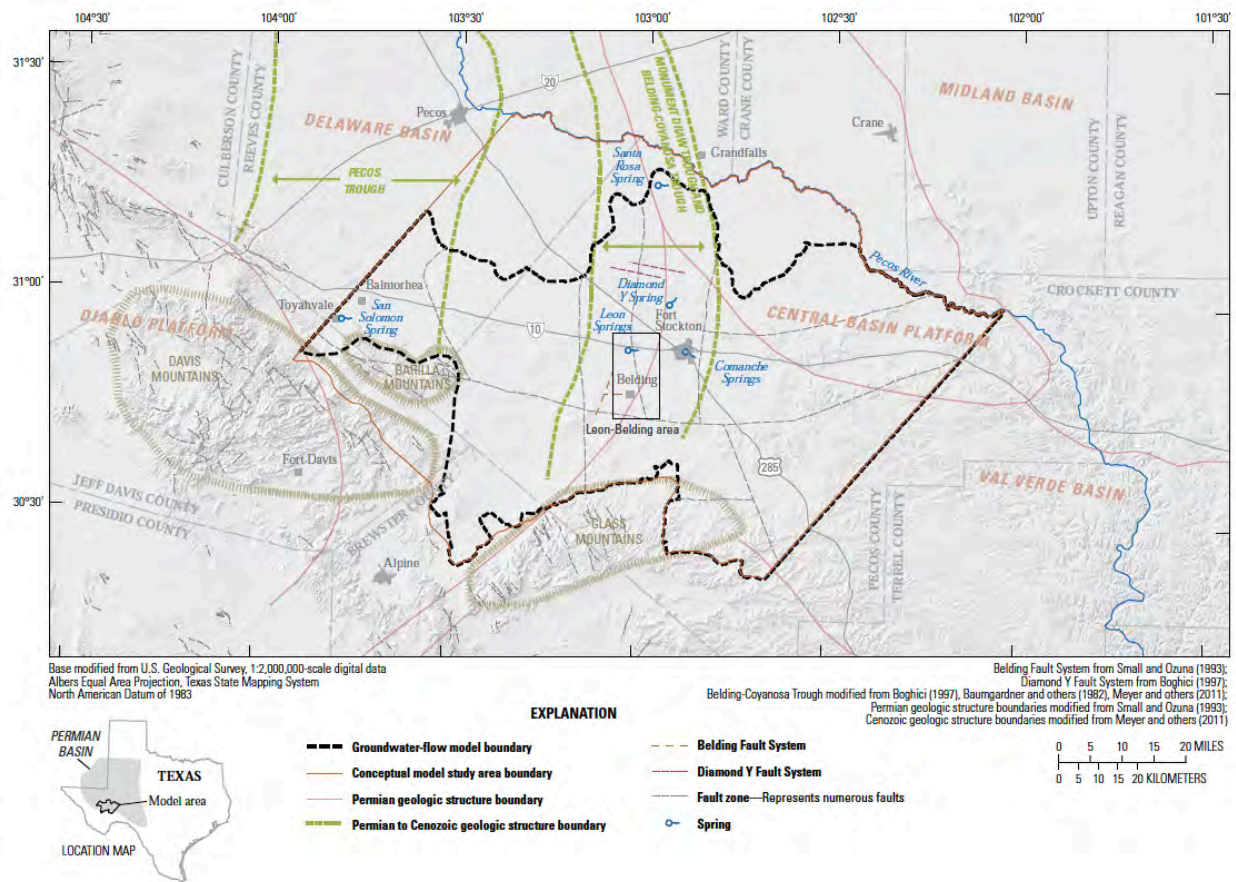 104°30'
104°00'
103°30'
103°00'
102°30'
102°00'
101°30'
31°30'
31°00'
30°30'
CULBERSON COUNTY
REEVES COUNTY
DELAWARE BASIN
Pecos
20
PECOS
TROUGH
MONUMENT DRAW TROUGH AND
BELDING-COYANOSA TROUGH
WARD COUNTY
CRANE COUNTY
MIDLAND BASIN
Crane
Grandfalls
Santa
Rosa
Spring
UPTON COUNTY
REAGAN COUNTY
Pecos River
CROCKETT COUNTY
Balmorhea
Toyahvale
San
Solomon
Spring
DIABLO PLATFORM
DAVIS
MOUNTAINS
BARILLA
MOUNTAINS
10
Diamond
Y Spring
Leon
Springs
Fort
Stockton
CENTRAL BASIN PLATFORM
Comanche
Springs
Belding
Leon-Belding area
Fort Davis
285
VAL VERDE BASIN
JEFF DAVIS COUNTY
PRESIDIO COUNTY
BREWSTER CO
GLASS
MOUNTAINS
Alpine
PECOS COUNTY
TERRELL COUNTY
Base modified from U.S. Geological Survey, 1:2,000,000-scale digital data
Albers Equal Area Projection, Texas State Mapping System
North American Datum of 1983
Belding Fault System from Small and Ozuna (1993);
Diamond Y Fault System from Boghici (1997);
Belding-Coyanosa Trough modified from Boghici (1997), Baumgardner and others (1982), Meyer and others (2011);
Permian geologic structure boundaries modified from Small and Ozuna (1993);
Cenozoic geologic structure boundaries modified from Meyer and others (2011)
PERMIAN
BASIN
TEXAS
Model area
LOCATION MAP
EXPLANATION
Groundwater-flow model boundary
Conceptual model study area boundary
Permian geologic structure boundary
Permian to Cenozoic geologic structure boundary
Belding Fault System
Diamond Y Fault System
Fault zone—Represents numerous faults
Spring
0 5 10 15 20 MILES
0 5 10 15 20 KILOMETERS